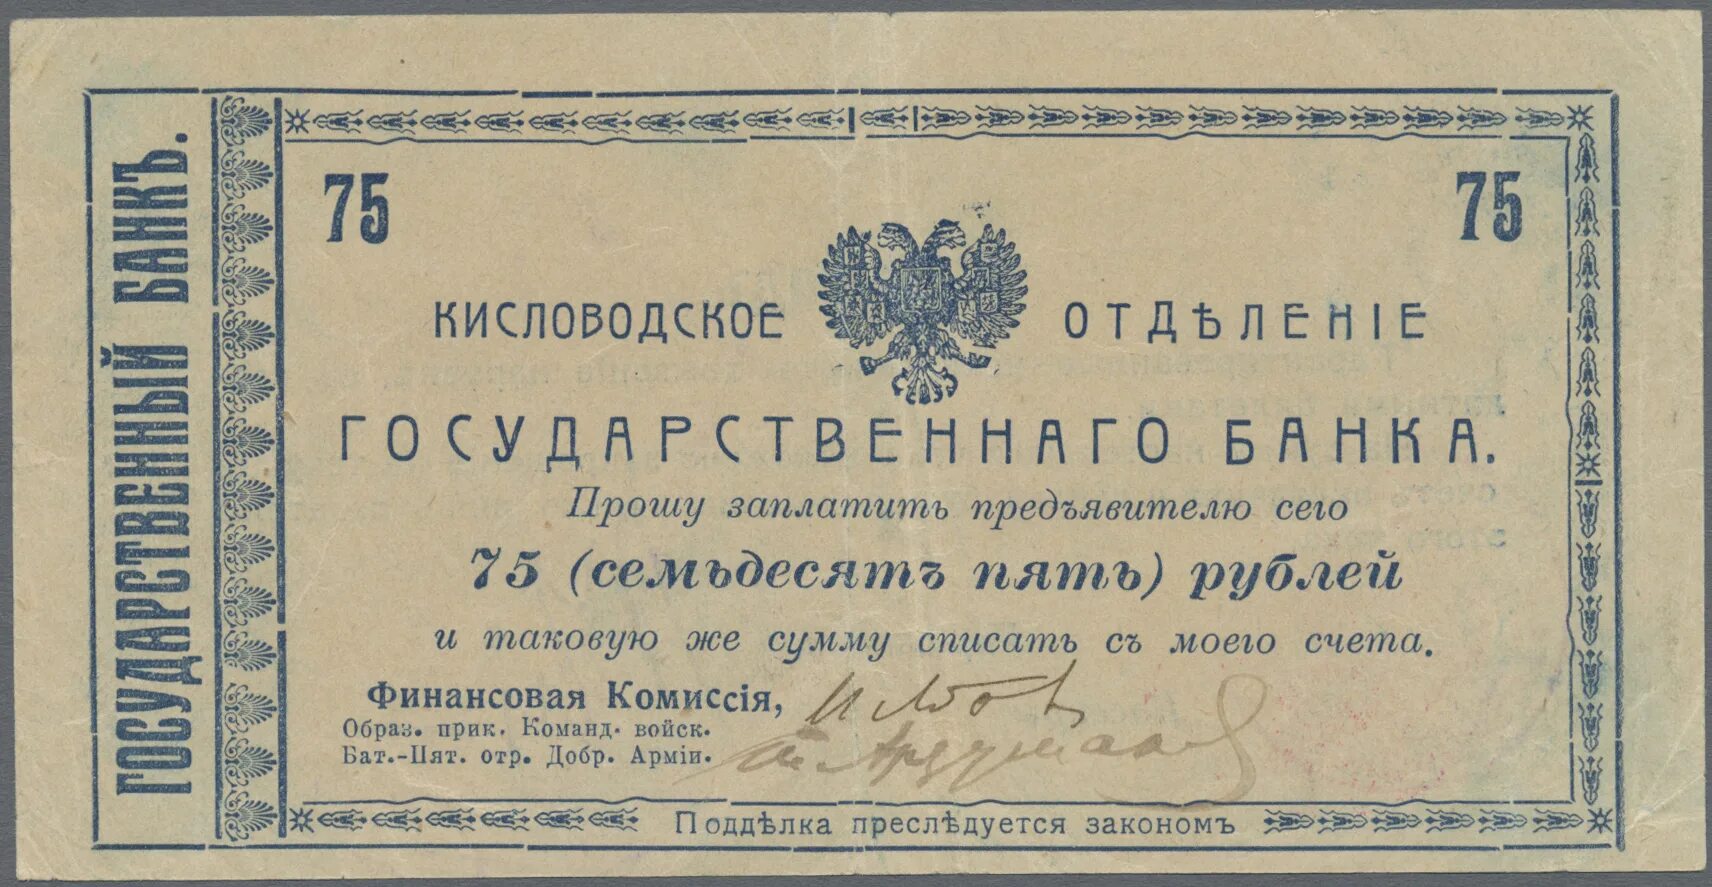 ГОСУДАРСТВЕННЫЙ БАНКЪ.
75 75
КИСЛОВОДСКОЕ ОТДѢЛЕНІЕ
ГОСУДАРСТВЕННАГО БАНКА.
Прошу заплатить предъявителю сего
75 (семьдесятъ пять) рублей
и таковую же сумму списать съ моего счета.
Финансовая Комиссія,
Образ. прик. Команд. войск.
Бат.-Пят. отр. Добр. Арміи.
Поддѣлка преслѣдуется закономъ